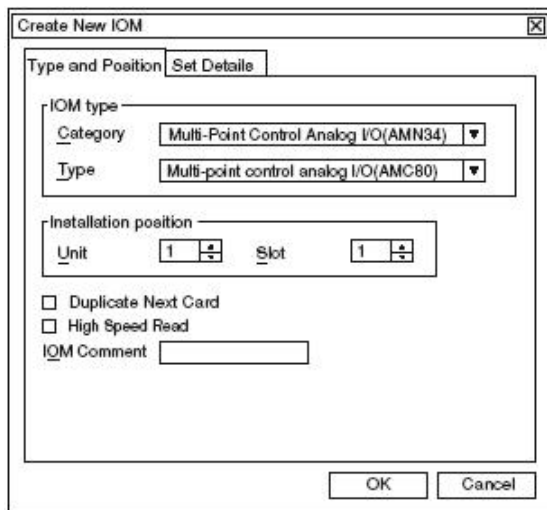 Create New IOM
Type and Position Set Details
IOM type
Category Multi-Point Control Analog I/O(AMN34)
Type Multi-point control analog I/O(AMC80)
Installation position
Unit 1 Slot 1
Duplicate Next Card
High Speed Read
IOM Comment
OK Cancel